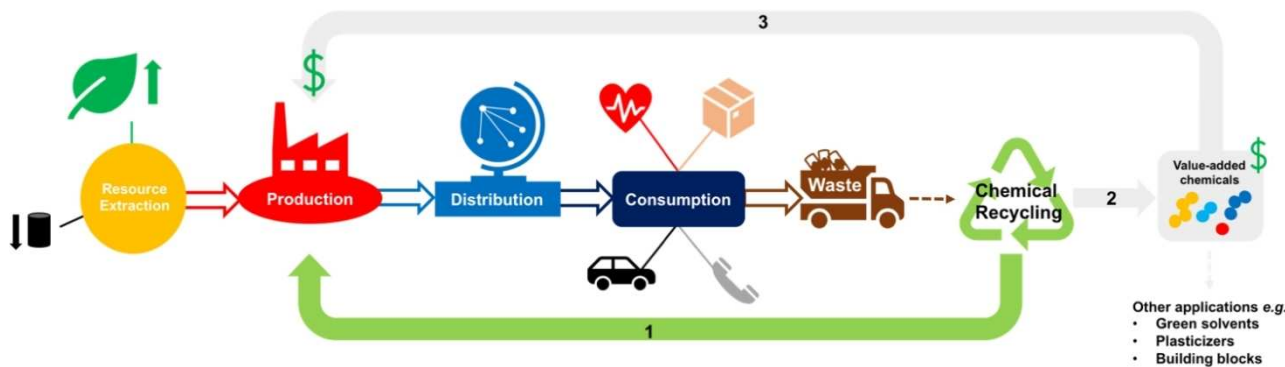 3
$
Resource
Extraction
Production
Distribution
Consumption
Waste
Chemical
Recycling
2
Value-added
chemicals
$
1
Other applications e.g.
• Green solvents
• Plasticizers
• Building blocks